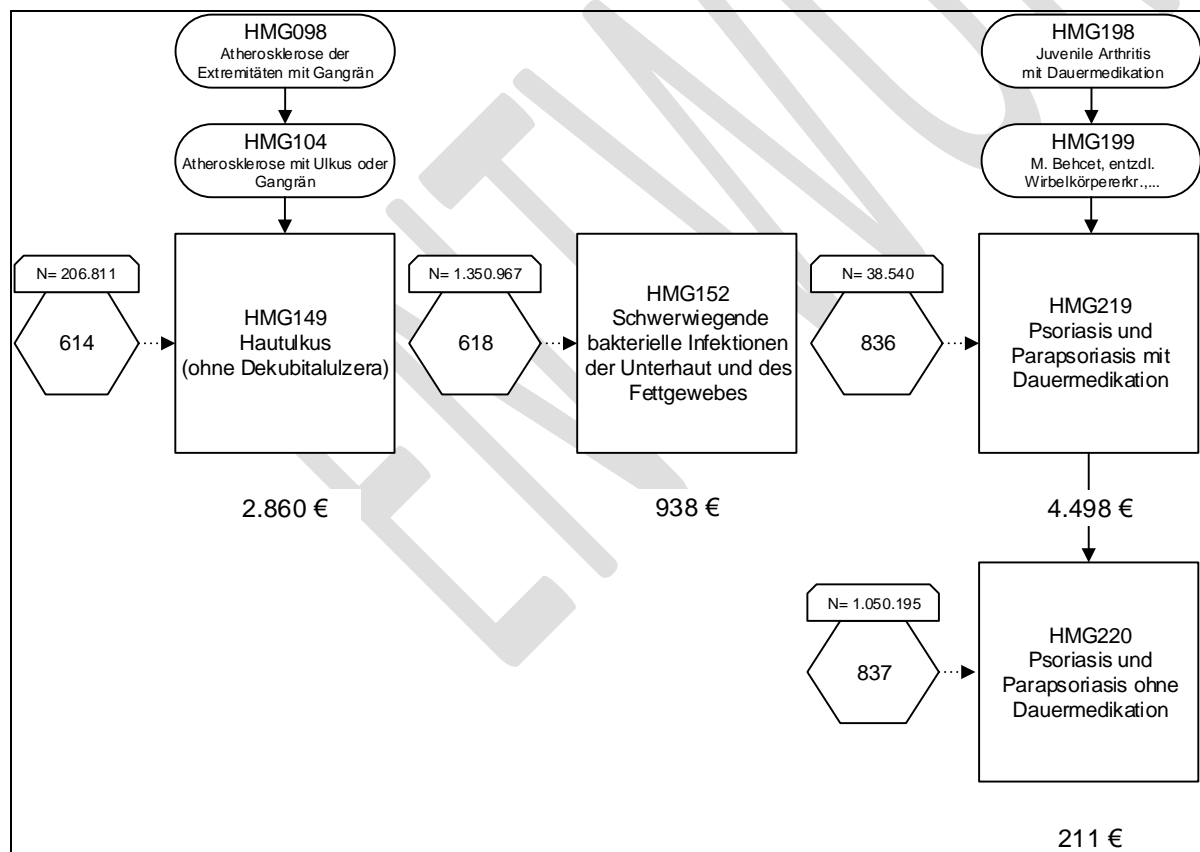 HMG098
Atherosklerose der
Extremitäten mit Gangrän
HMG104
Atherosklerose mit Ulkus oder
Gangrän
N= 206.811
614
HMG149
Hautulkus
(ohne Dekubitalulzera)
2.860 €
N= 1.350.967
618
HMG152
Schwerwiegende
bakterielle Infektionen
der Unterhaut und des
Fettgewebes
938 €
HMG198
Juvenile Arthritis
mit Dauermedikation
HMG199
M. Behcet, entzdl.
Wirbelkörpererkr.,...
N= 38.540
836
HMG219
Psoriasis und
Parapsoriasis mit
Dauermedikation
4.498 €
N= 1.050.195
837
HMG220
Psoriasis und
Parapsoriasis ohne
Dauermedikation
211 €